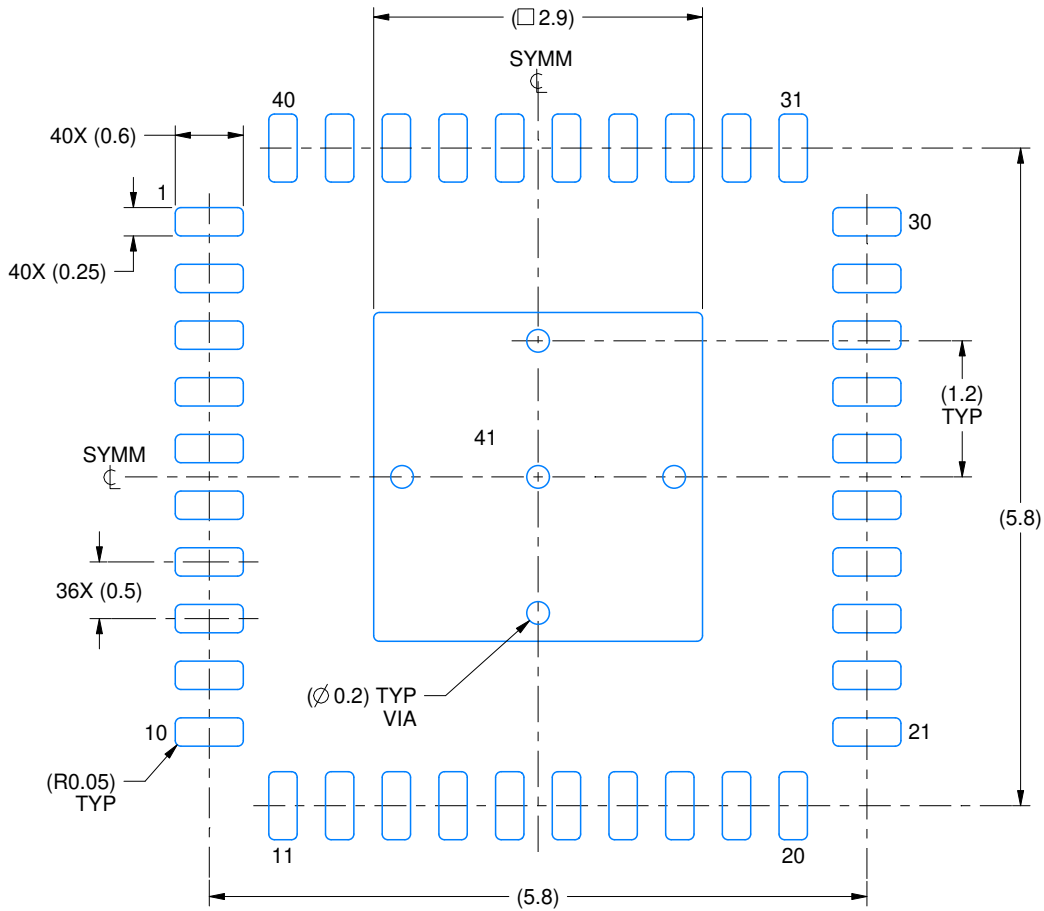 (□ 2.9)
SYMM
℄
40
31
40X (0.6)
1
30
40X (0.25)
(1.2)
TYP
41
SYMM
℄
(5.8)
36X (0.5)
(∅ 0.2) TYP
VIA
10
21
(R0.05)
TYP
11
20
(5.8)